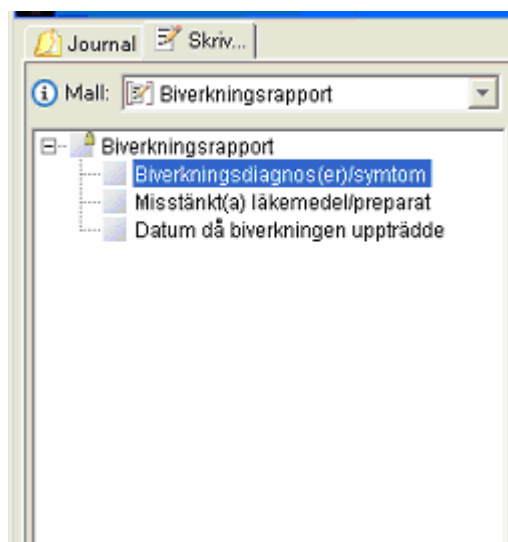 Journal Skriv...
Mall: Biverkningsrapport
Biverkningsrapport
Biverkningsdiagnos(er)/symtom
Misstänkt(a) läkemedel/preparat
Datum då biverkningen uppträdde